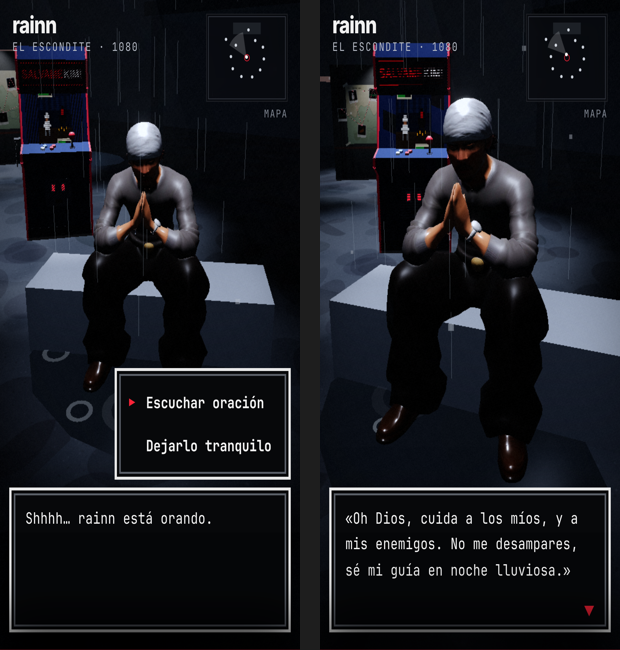 rainn
EL ESCONDITE · 1080
MAPA
Escuchar oración
Dejarlo tranquilo
Shhhh… rainn está orando.
rainn
EL ESCONDITE · 1080
MAPA
«Oh Dios, cuida a los míos, y a
mis enemigos. No me desampares,
sé mi guía en noche lluviosa.»